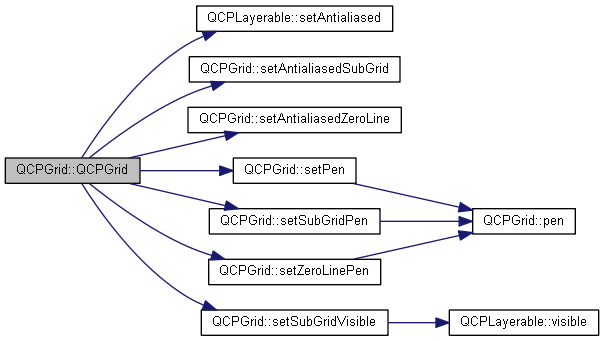 QCPLayerable::setAntialiased
QCPGrid::setAntialiasedSubGrid
QCPGrid::setAntialiasedZeroLine
QCPGrid::QCPGrid
QCPGrid::setPen
QCPGrid::setSubGridPen
QCPGrid::pen
QCPGrid::setZeroLinePen
QCPGrid::setSubGridVisible
QCPLayerable::visible